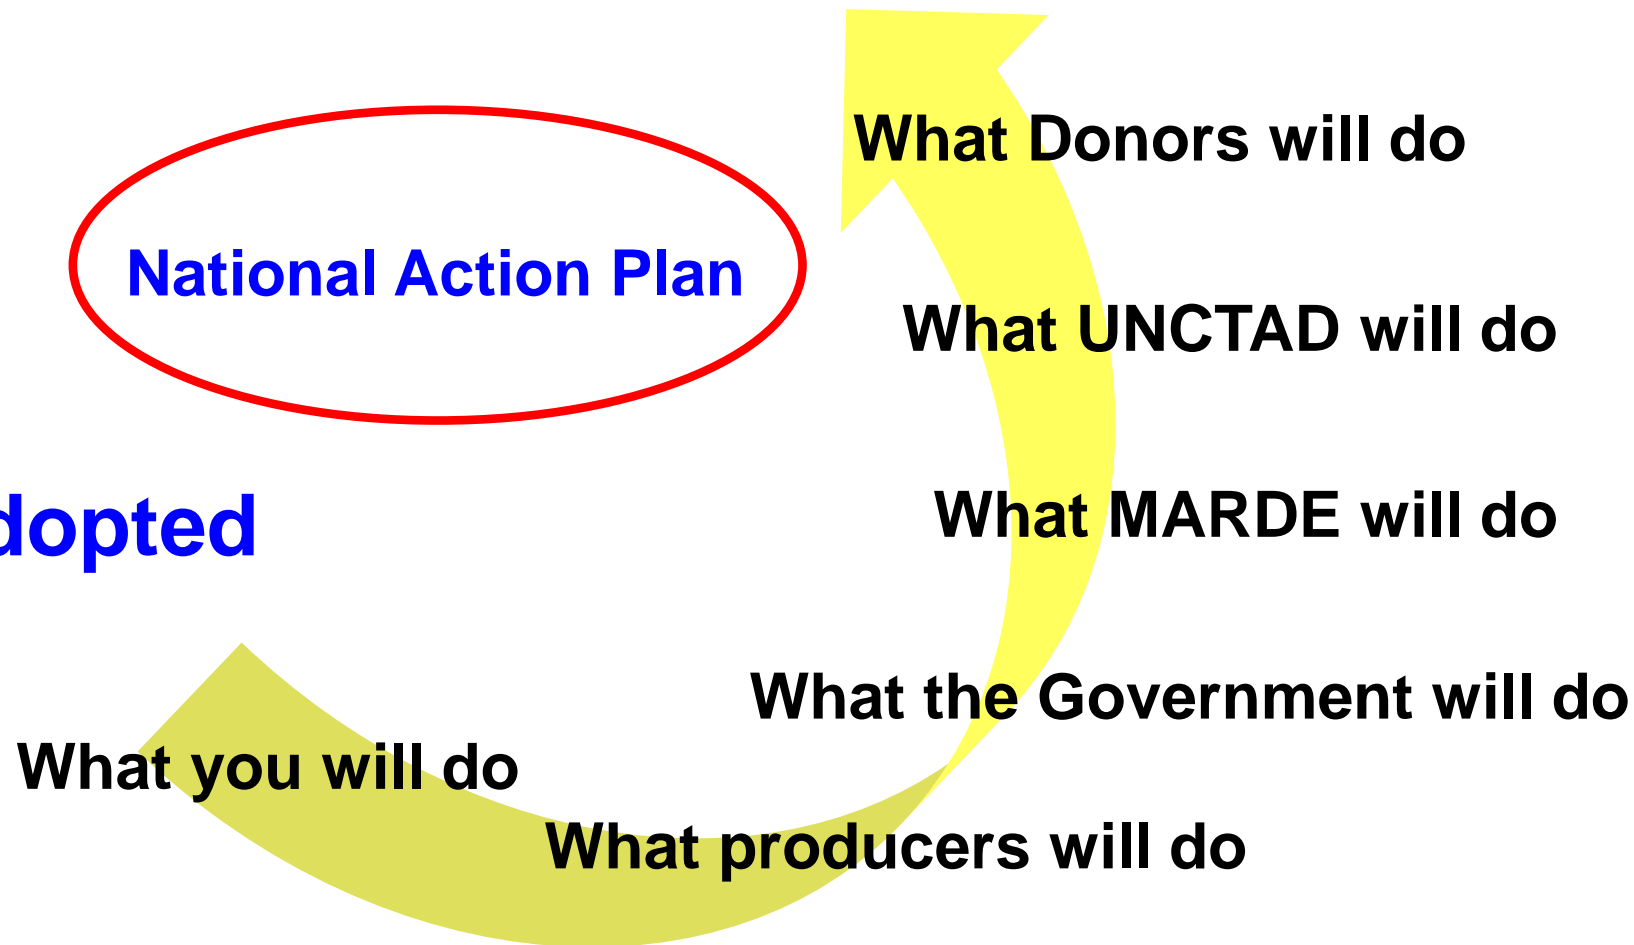 What Donors will do
National Action Plan
What UNCTAD will do
What MARDE will do
dopted
What the Government will do
What you will do
What producers will do